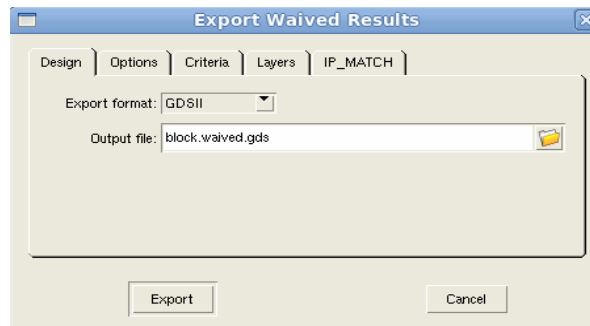 Export Waived Results
Design Options Criteria Layers IP_MATCH
Export format: GDSII
Output file: block.waived.gds
Export Cancel